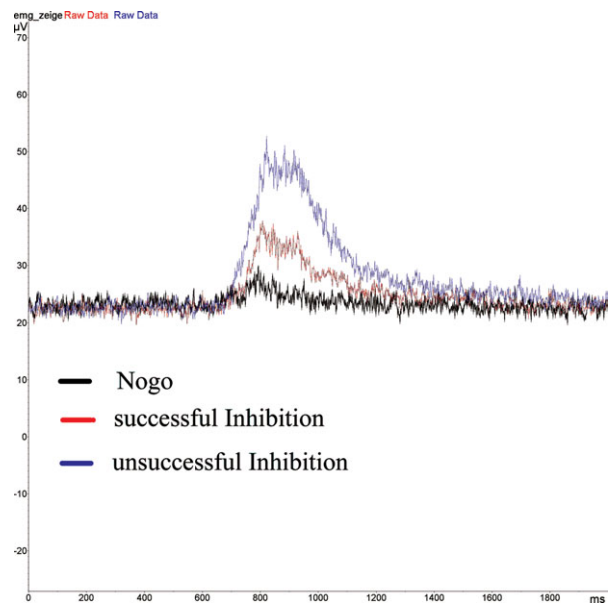 emg_zeige Raw Data Raw Data
µV
70
60
50
40
30
20
10
0
-10
-20
Nogo
successful Inhibition
unsuccessful Inhibition
0 200 400 600 800 1000 1200 1400 1600 1800 ms